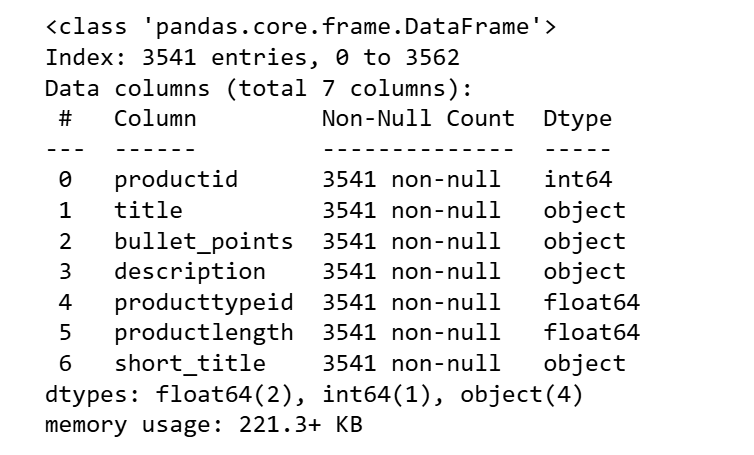 <class 'pandas.core.frame.DataFrame'>
Index: 3541 entries, 0 to 3562
Data columns (total 7 columns):
 #   Column         Non-Null Count  Dtype
---  ------         --------------  -----
 0   productid      3541 non-null   int64
 1   title          3541 non-null   object
 2   bullet_points  3541 non-null   object
 3   description    3541 non-null   object
 4   producttypeid  3541 non-null   float64
 5   productlength  3541 non-null   float64
 6   short_title    3541 non-null   object
dtypes: float64(2), int64(1), object(4)
memory usage: 221.3+ KB